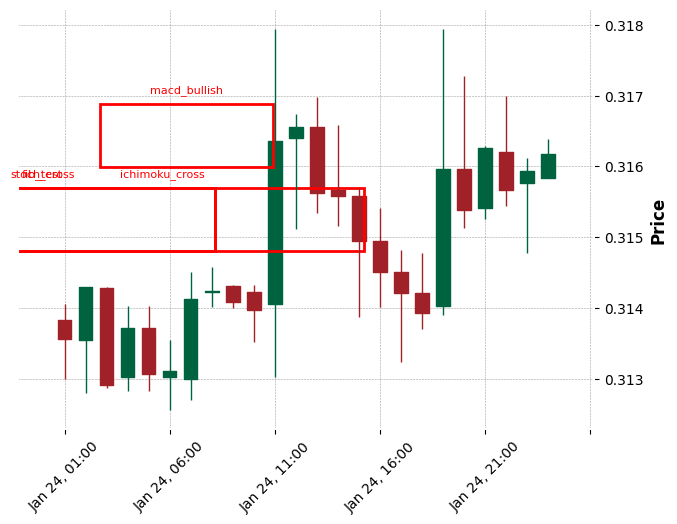 0.318
macd_bullish
0.317
0.316
ichimoku_cross
0.315
Price
0.314
0.313
Jan 24, 01:00
Jan 24, 06:00
Jan 24, 11:00
Jan 24, 16:00
Jan 24, 21:00